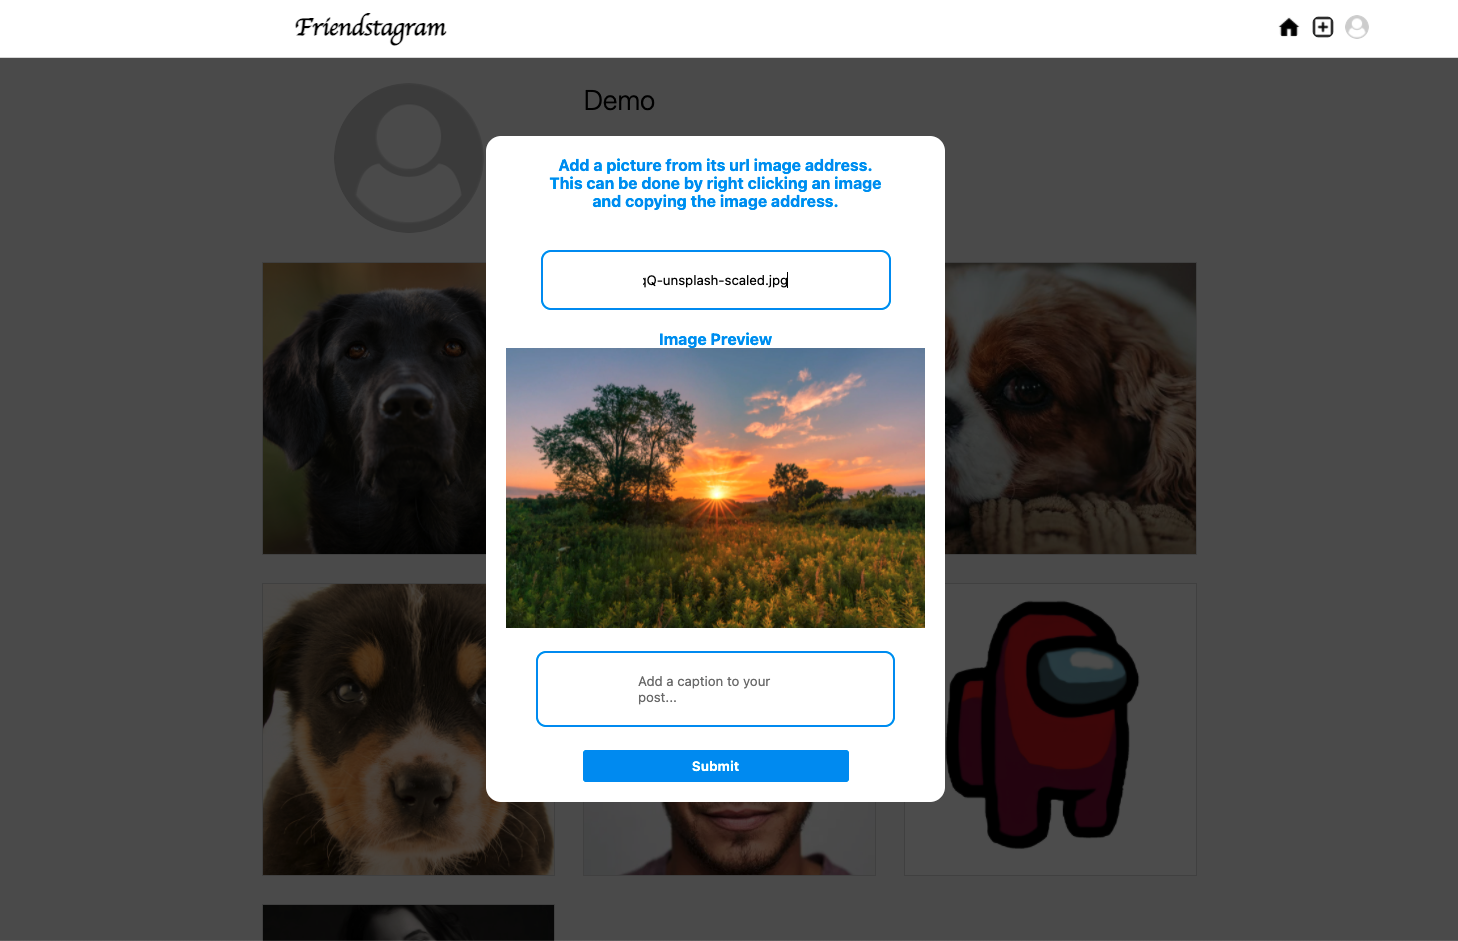 Friendstagram
Demo
Add a picture from its url image address.
This can be done by right clicking an image
and copying the image address.
qQ-unsplash-scaled.jpg
Image Preview
Add a caption to your
post...
Submit